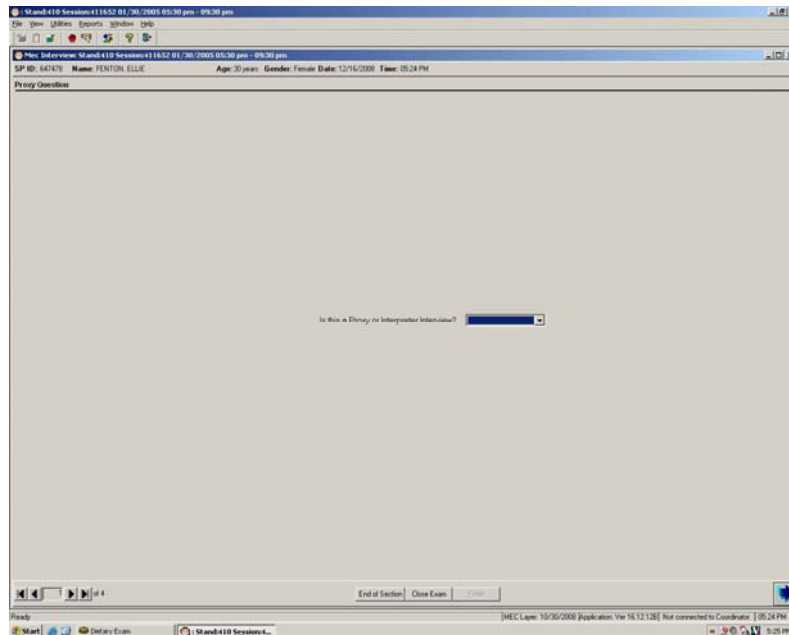 : Stand:410 Session:411652 01/30/2005 05:30 pm - 09:30 pm
File View Utilities Reports Window Help
Mec Interview: Stand:410 Session:411652 01/30/2005 05:30 pm - 09:30 pm
SP ID: 647478 Name: FENTON, ELLIE Age: 30 years Gender: Female Date: 12/16/2008 Time: 05:24 PM
Proxy Question
Is this a Proxy or Interpreter Interview?
1 of 4 End of Section Close Exam Finish
Ready MEC Layer: 10/30/2008 Application: Ver 16.12.128 Not connected to Coordinator 05:24 PM
Start Dietary Exam : Stand:410 Session:4... 5:25 PM